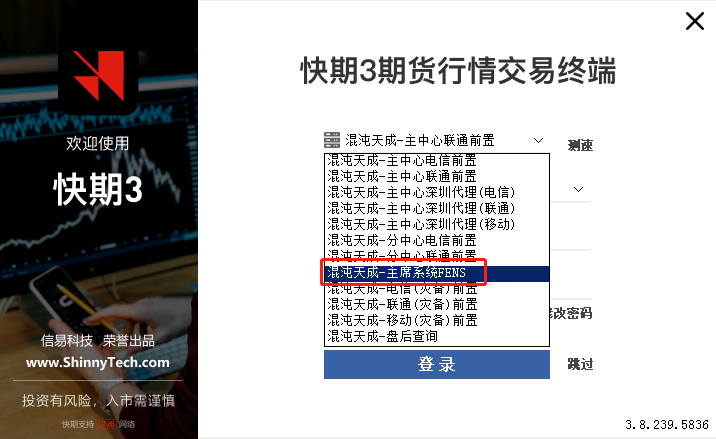 快期3期货行情交易终端
欢迎使用
快期3
混沌天成-主中心联通前置
测速
混沌天成-主中心电信前置
混沌天成-主中心联通前置
混沌天成-主中心深圳代理(电信)
混沌天成-主中心深圳代理(联通)
混沌天成-主中心深圳代理(移动)
混沌天成-分中心电信前置
混沌天成-分中心联通前置
混沌天成-主席系统FENS
混沌天成-电信(灾备)前置
混沌天成-联通(灾备)前置
混沌天成-移动(灾备)前置
混沌天成-盘后查询
改密码
登录
跳过
信易科技 荣誉出品
www.ShinnyTech.com
投资有风险，入市需谨慎
快期支持 IPv6 网络
3.8.239.5836